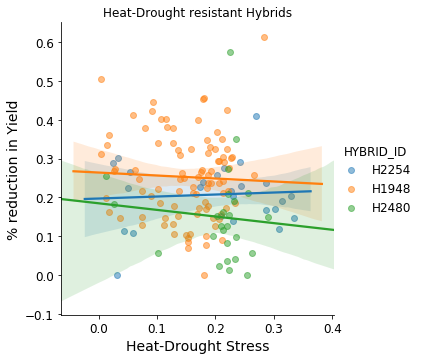 Heat-Drought resistant Hybrids
% reduction in Yield
0.6
0.5
0.4
0.3
0.2
0.1
0.0
−0.1
0.0 0.1 0.2 0.3 0.4
Heat-Drought Stress
HYBRID_ID
H2254
H1948
H2480